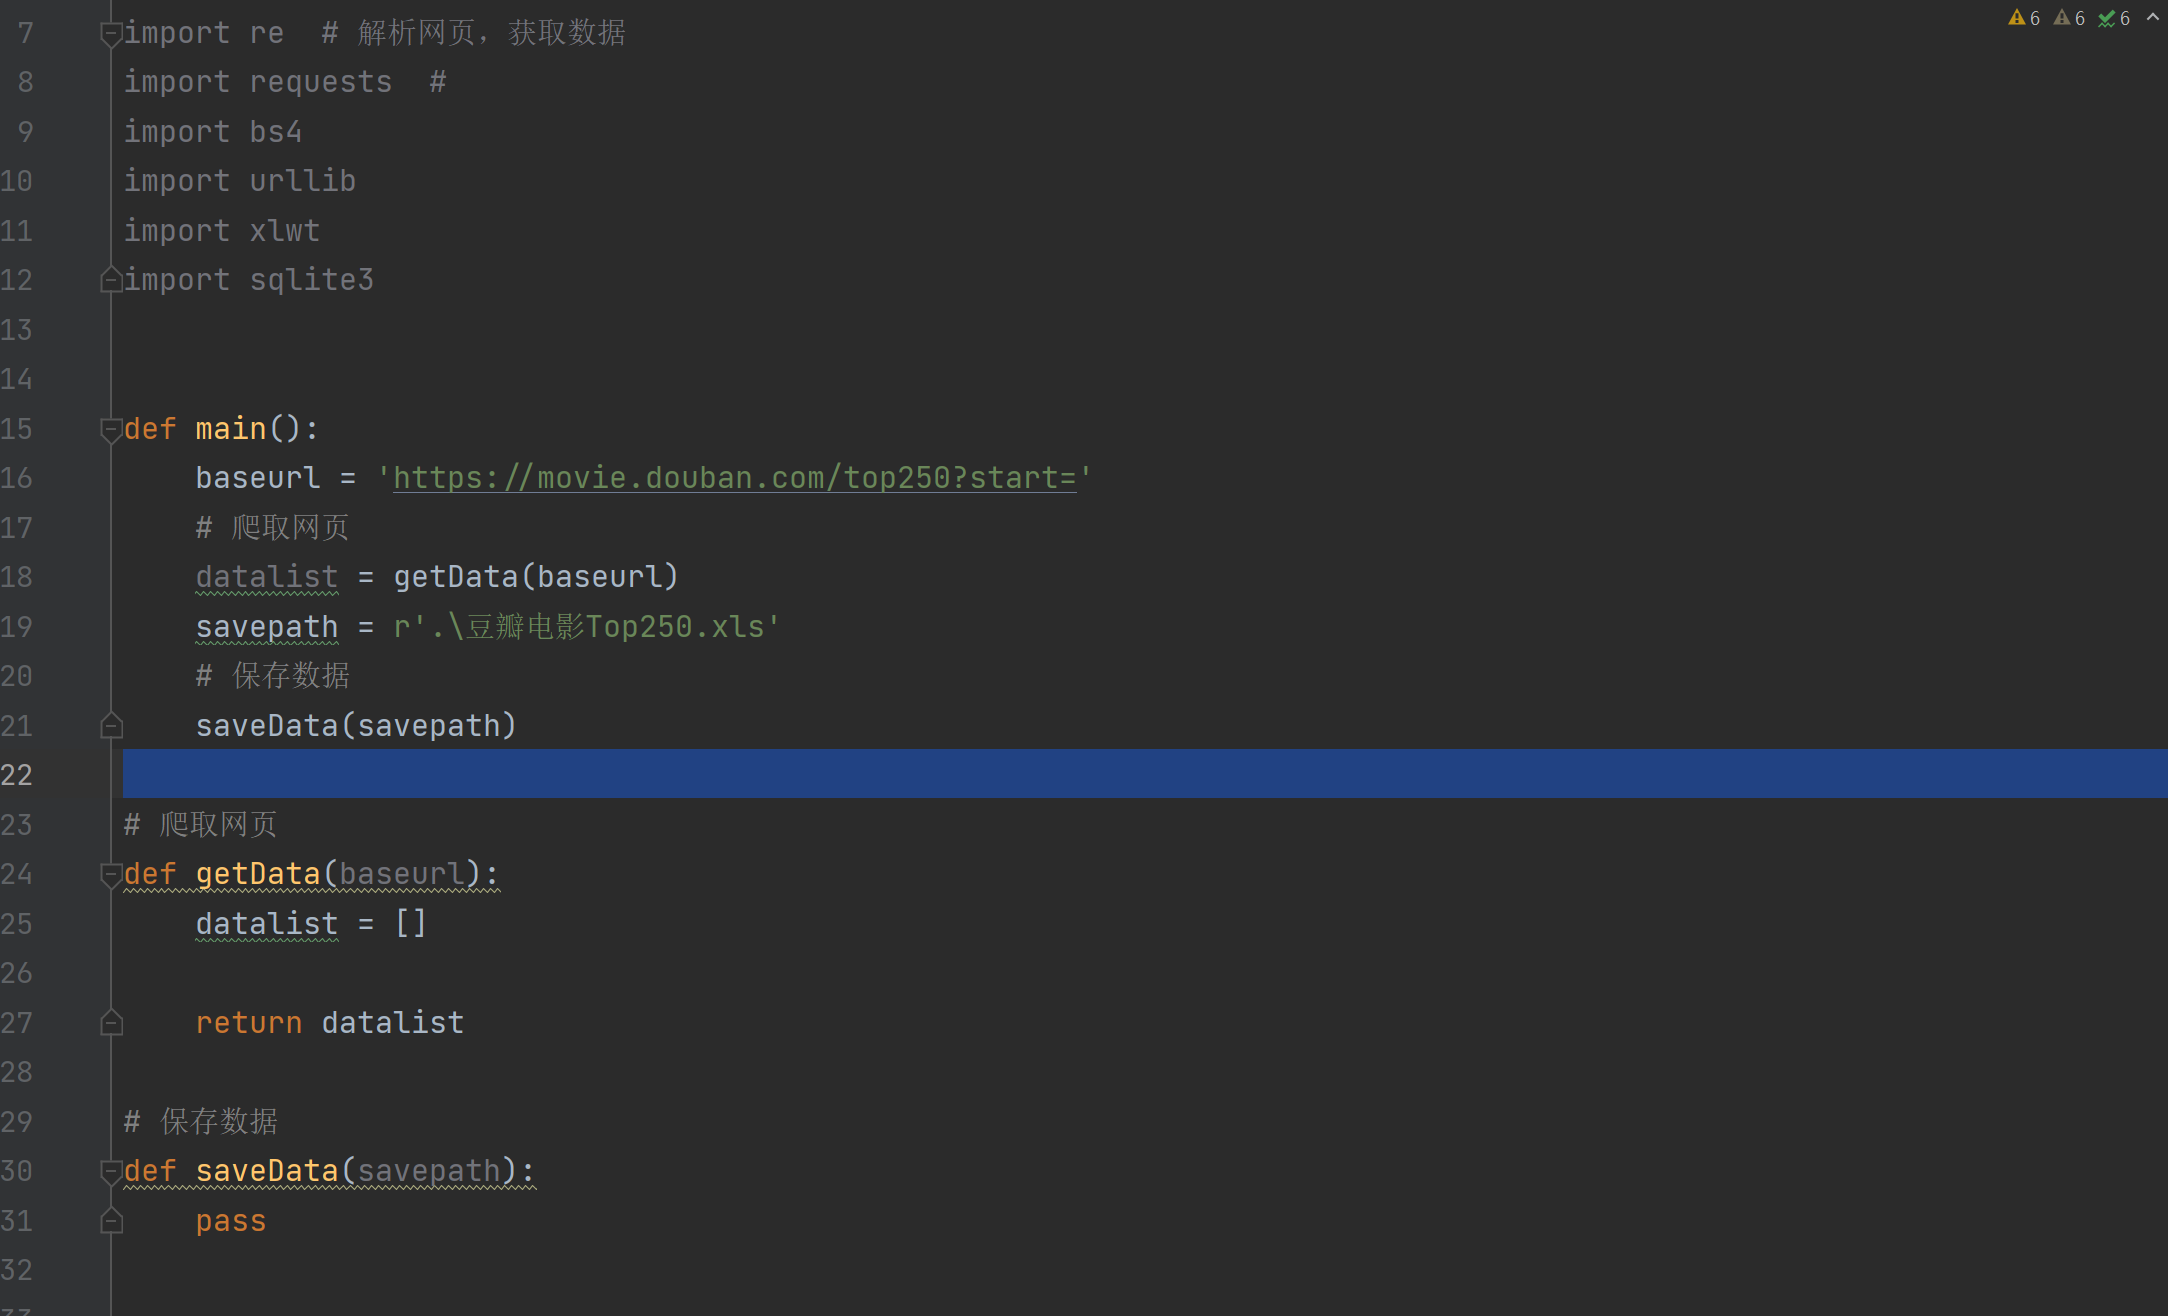 6 6 6
7 import re  # 解析网页，获取数据
8 import requests  #
9 import bs4
10 import urllib
11 import xlwt
12 import sqlite3
13
14
15 def main():
16     baseurl = 'https://movie.douban.com/top250?start='
17     # 爬取网页
18     datalist = getData(baseurl)
19     savepath = r'.\豆瓣电影Top250.xls'
20     # 保存数据
21     saveData(savepath)
22
23 # 爬取网页
24 def getData(baseurl):
25     datalist = []
26
27     return datalist
28
29 # 保存数据
30 def saveData(savepath):
31     pass
32
33